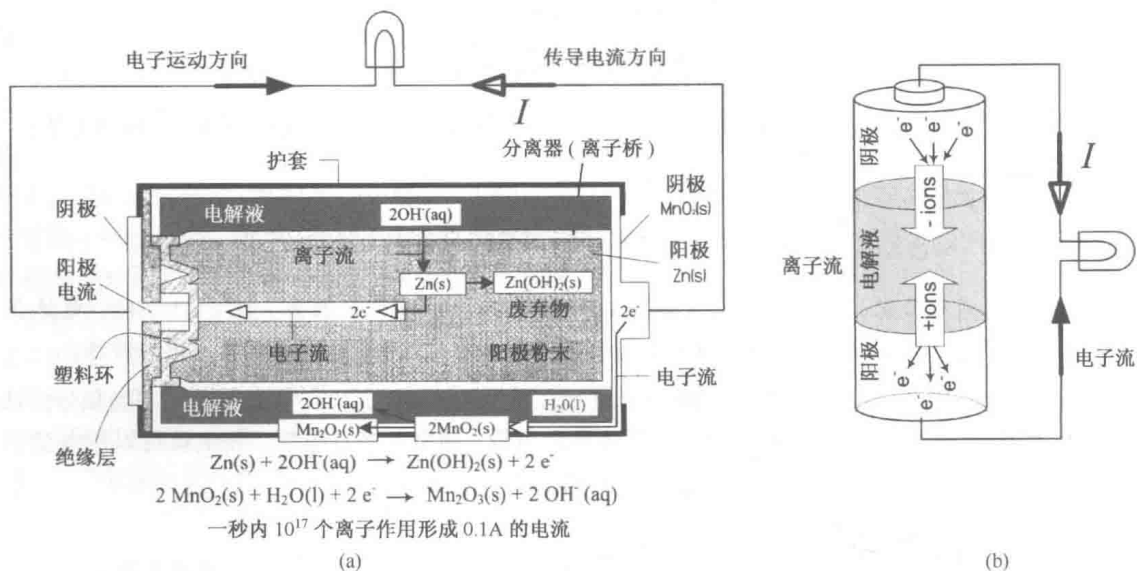 电子运动方向
传导电流方向
I
护套
分离器(离子桥)
阴极
MnO₂(s)
阳极
Zn(s)
阴极
阳极
电流
塑料环
绝缘层
电解液
2OH⁻(aq)
离子流
Zn(s)
Zn(OH)₂(s)
废弃物
2e⁻
2e⁻
电子流
阳极粉末
电子流
电解液
2OH⁻(aq)
H₂0(l)
Mn₂O₃(s)
2MnO₂(s)
Zn(s) + 2OH⁻(aq) → Zn(OH)₂(s) + 2 e⁻
2 MnO₂(s) + H₂O(l) + 2 e⁻ → Mn₂O₃(s) + 2 OH⁻ (aq)
一秒内 10¹⁷ 个离子作用形成 0.1A 的电流
(a)
e⁻ e⁻ e⁻
阴极
- ions
I
离子流
电解液
+ions
阳极
e⁻ e⁻ e⁻
电子流
(b)